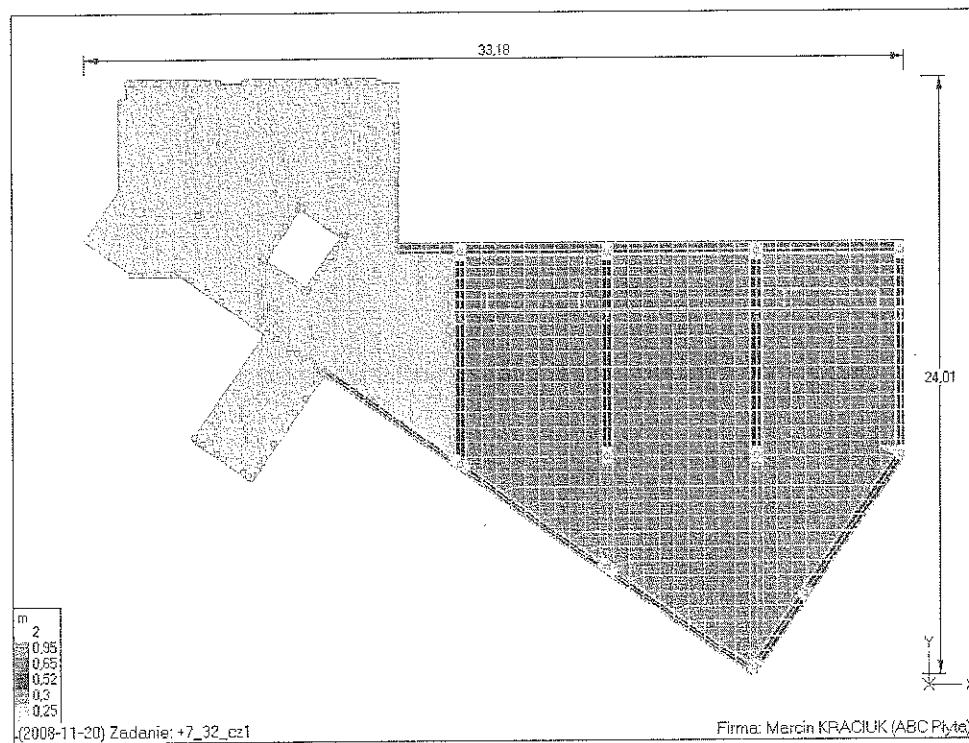 33,18
24,01
m
2
0,95
0,65
0,52
0,3
0,25
Y
X
(2008-11-20) Zadanie: +7_32_cz1
Firma: Marcin KRACIUK (ABC Płyta)